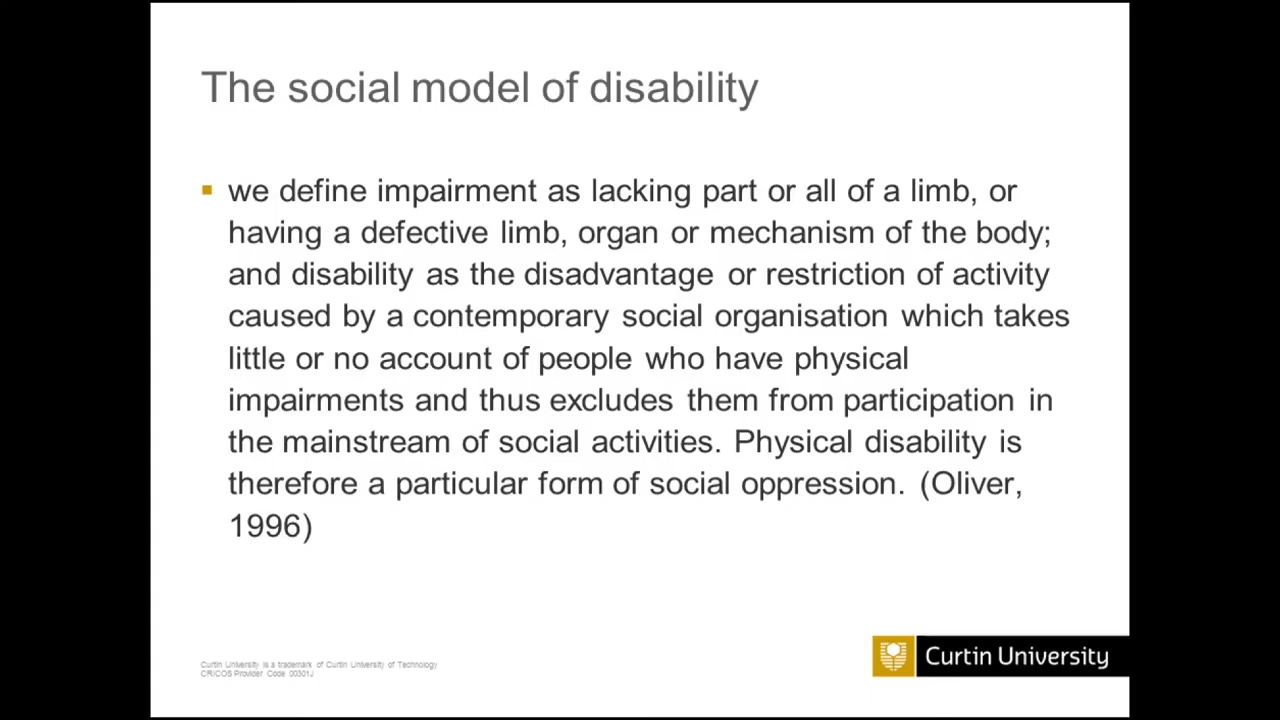 The social model of disability
we define impairment as lacking part or all of a limb, or
having a defective limb, organ or mechanism of the body;
and disability as the disadvantage or restriction of activity
caused by a contemporary social organisation which takes
little or no account of people who have physical
impairments and thus excludes them from participation in
the mainstream of social activities. Physical disability is
therefore a particular form of social oppression. (Oliver,
1996)
Curtin University is a trademark of Curtin University of Technology
CRICOS Provider Code 00301J
Curtin University